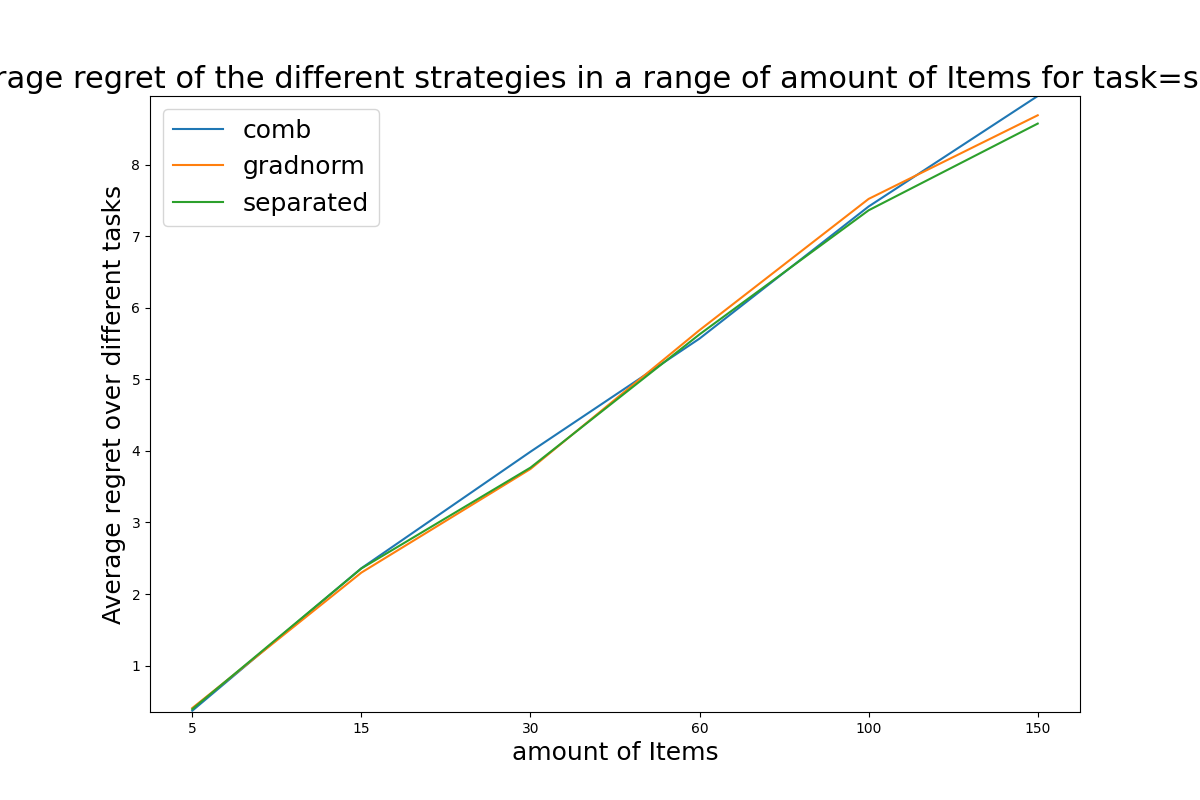 rage regret of the different strategies in a range of amount of Items for task=s
comb
gradnorm
separated
Average regret over different tasks
8
7
6
5
4
3
2
1
5 15 30 60 100 150
amount of Items